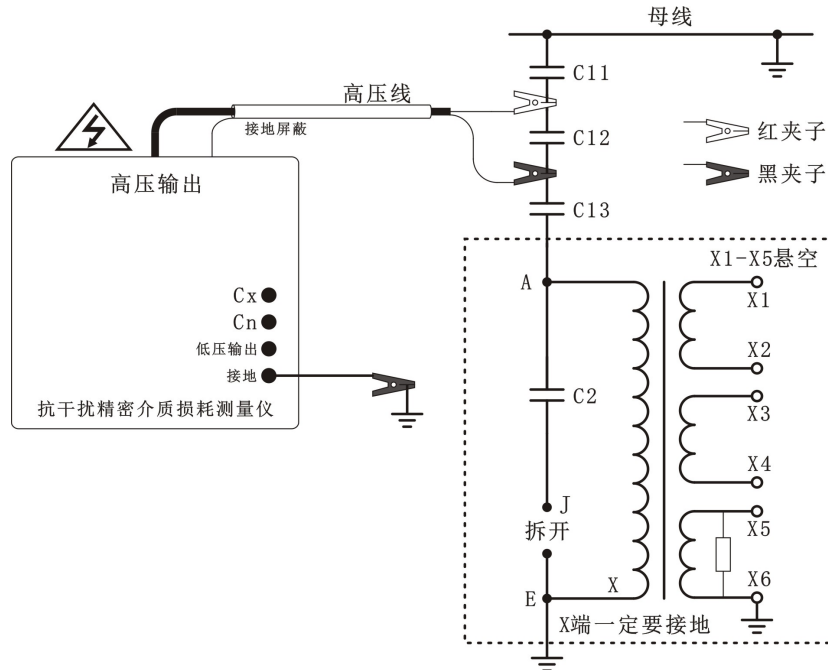 母线
C11
高压线
接地屏蔽
C12
红夹子
黑夹子
高压输出
C13
X1-X5悬空
A
X1
Cx
Cn
低压输出
接地
X2
C2
X3
抗干扰精密介质损耗测量仪
X4
J
拆开
X5
X6
E
X
X端一定要接地